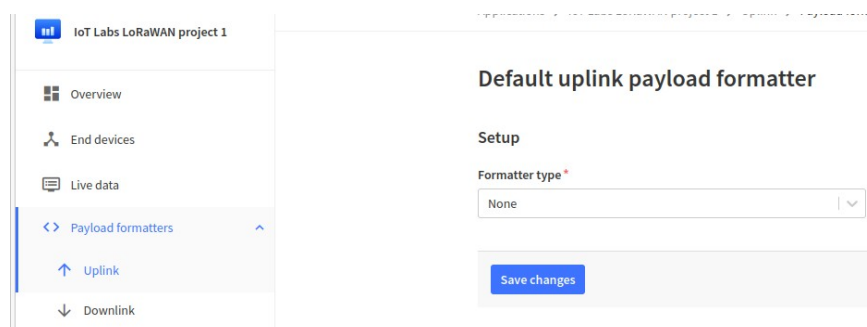 IoT Labs LoRaWAN project 1
Overview
End devices
Live data
Payload formatters
Uplink
Downlink
Default uplink payload formatter
Setup
Formatter type*
None
Save changes